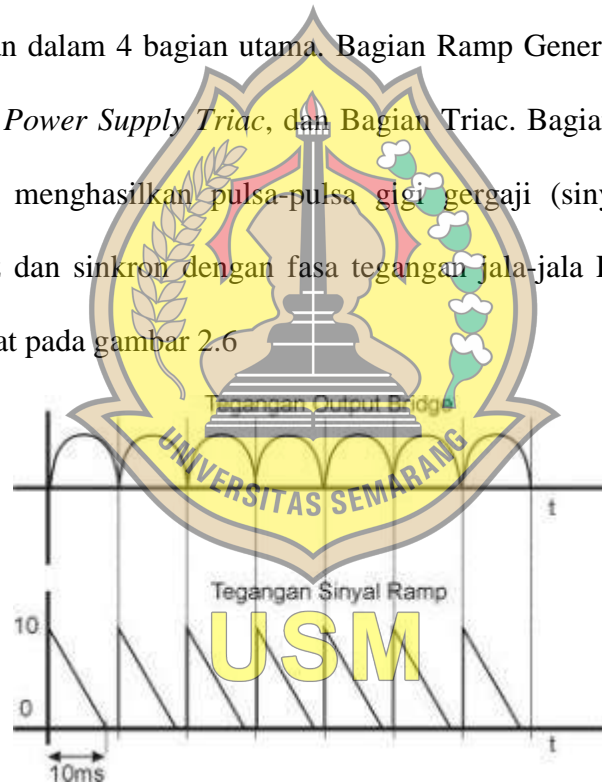 an dalam 4 bagian utama. Bagian Ramp Gener
Power Supply Triac, dan Bagian Triac. Bagia
menghasilkan pulsa-pulsa gigi gergaji (siny
dan sinkron dengan fasa tegangan jala-jala
at pada gambar 2.6
Tegangan Output Bridge
UNIVERSITAS SEMARANG
t
Tegangan Sinyal Ramp
10
USM
0
t
10ms